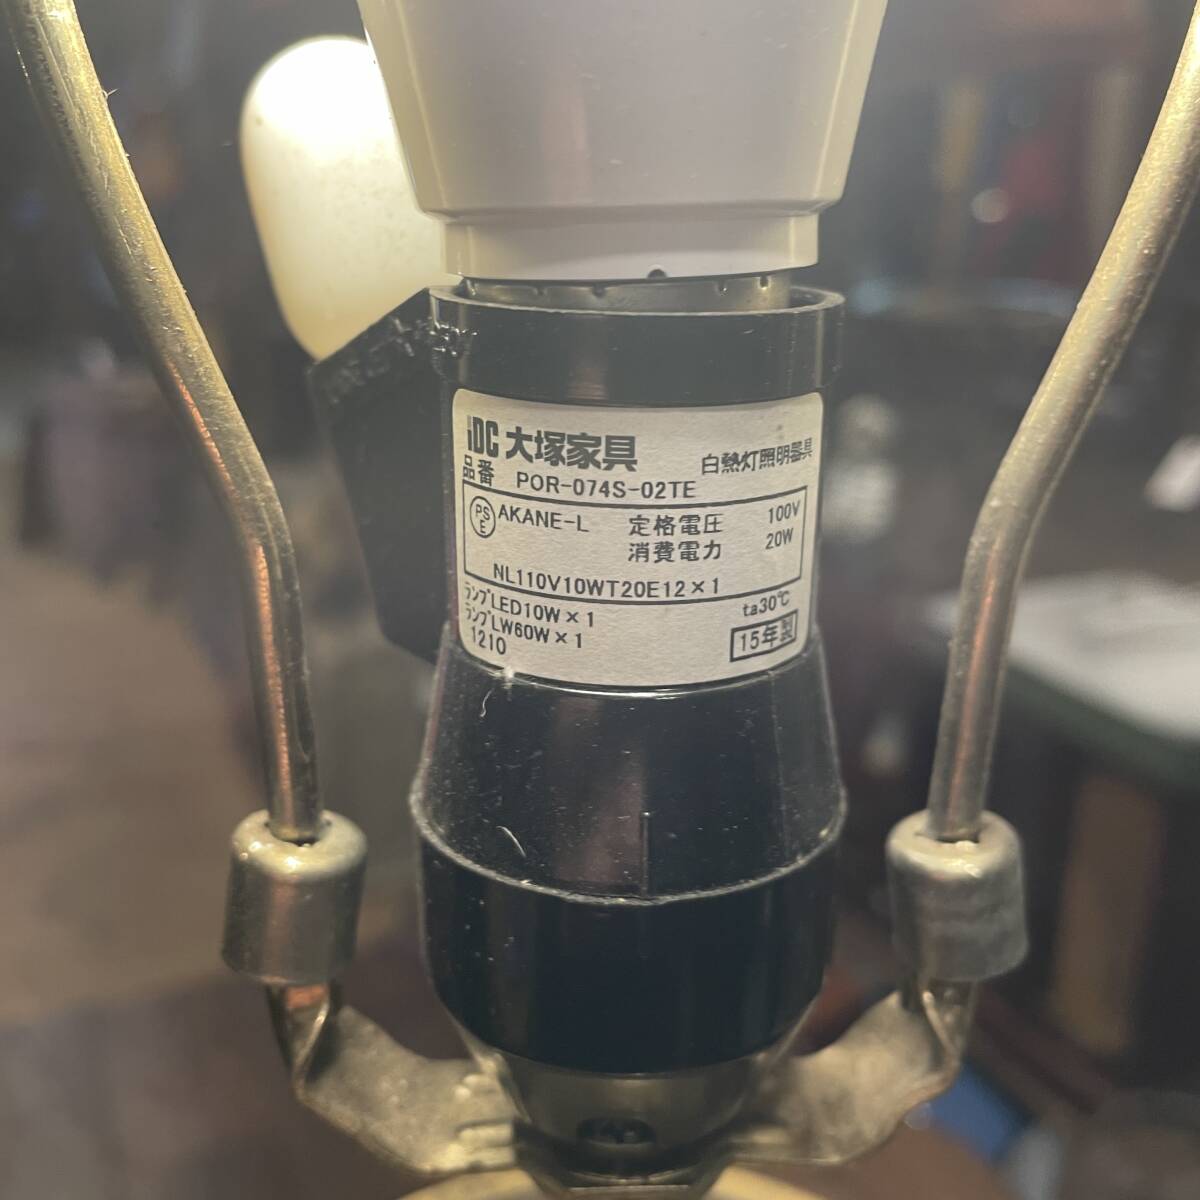 IDC 大塚家具 白熱灯照明器具
品番 POR-074S-02TE
PSE AKANE-L 定格電圧 100V
消費電力 20W
NL110V10WT20E12×1
ランプLED10W×1 ta30℃
ランプLW60W×1
1210 15年製